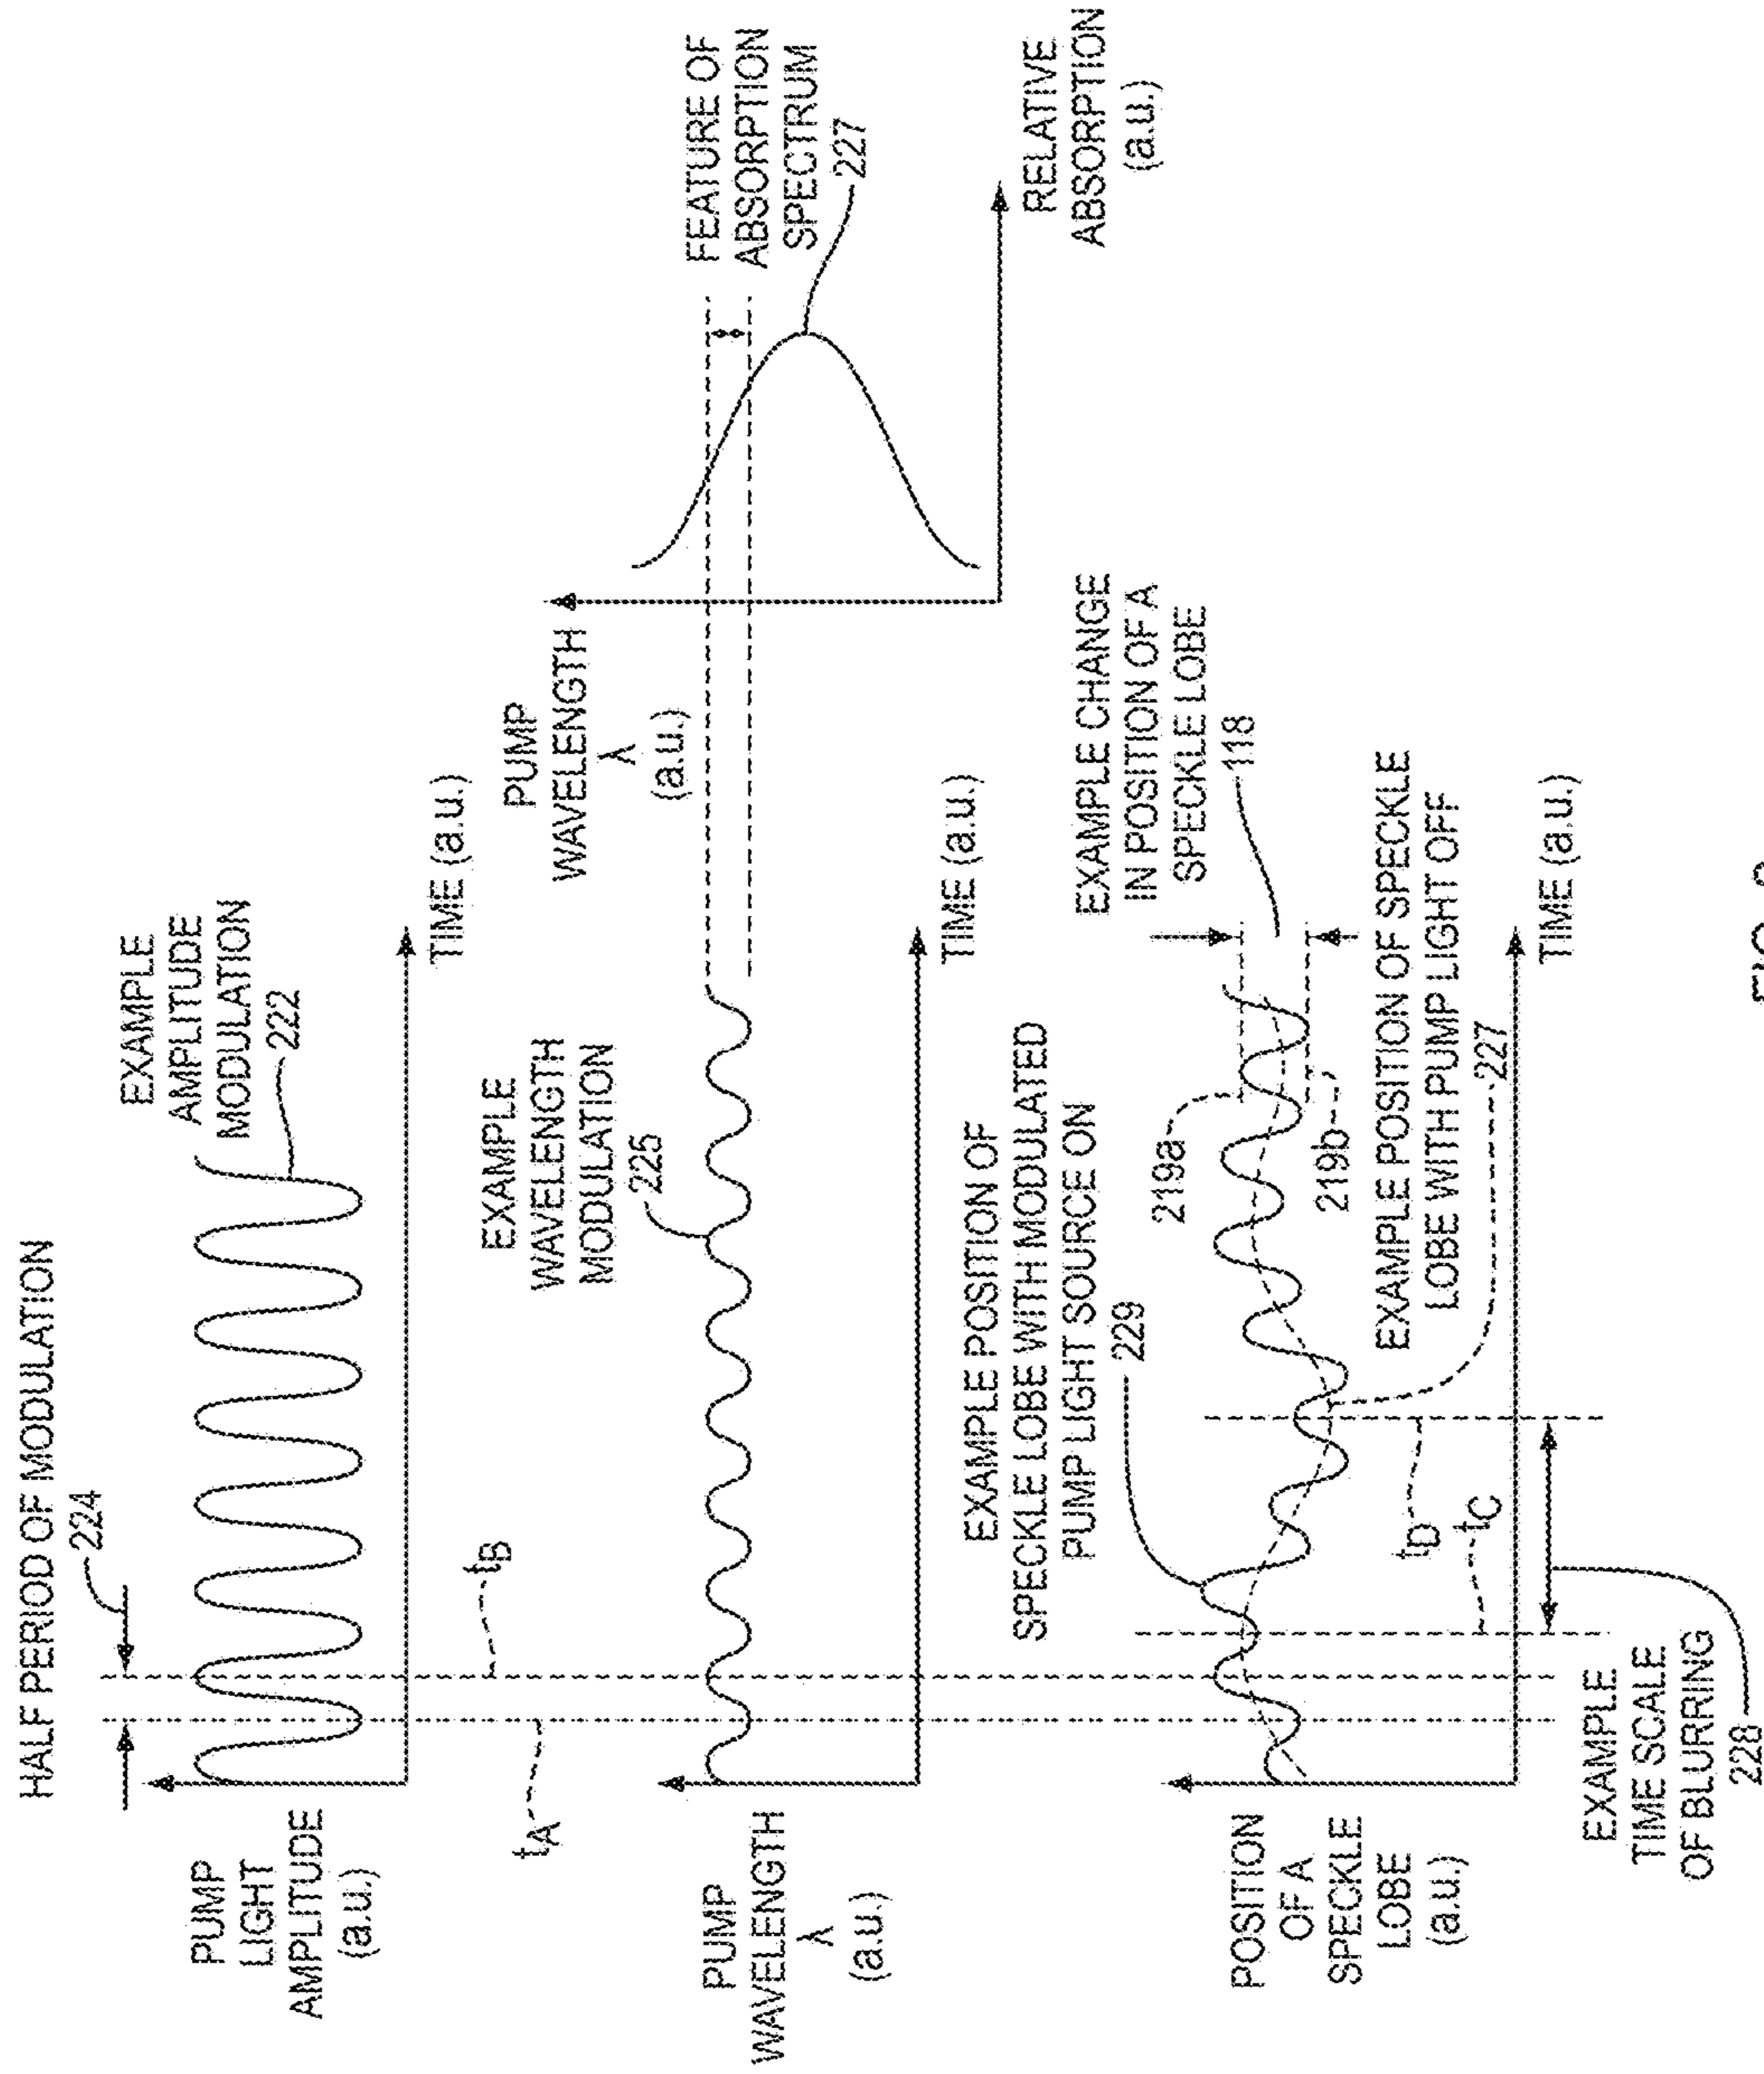 HALF PERIOD OF MODULATION
224
EXAMPLE
AMPLITUDE
MODULATION
222
PUMP
LIGHT
AMPLITUDE
(a.u.)
TIME (a.u.)
tA
tB
EXAMPLE
WAVELENGTH
MODULATION
225
PUMP
WAVELENGTH
λ
(a.u.)
TIME (a.u.)
PUMP
WAVELENGTH
λ
(a.u.)
FEATURE OF
ABSORPTION
SPECTRUM
227
RELATIVE
ABSORPTION
(a.u.)
EXAMPLE POSITION OF
SPECKLE LOBE WITH MODULATED
PUMP LIGHT SOURCE ON
229
EXAMPLE CHANGE
IN POSITION OF A
SPECKLE LOBE
118
219a
219b
POSITION
OF A
SPECKLE
LOBE
(a.u.)
EXAMPLE POSITION OF SPECKLE
LOBE WITH PUMP LIGHT OFF
227
tD
tC
TIME (a.u.)
EXAMPLE
TIME SCALE
OF BLURRING
228